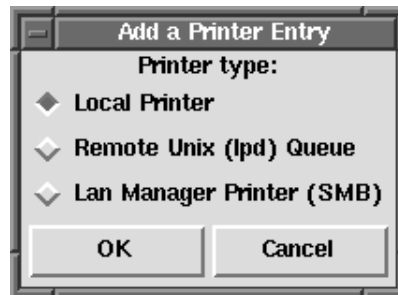 Add a Printer Entry
Printer type:
Local Printer
Remote Unix (lpd) Queue
Lan Manager Printer (SMB)
OK
Cancel